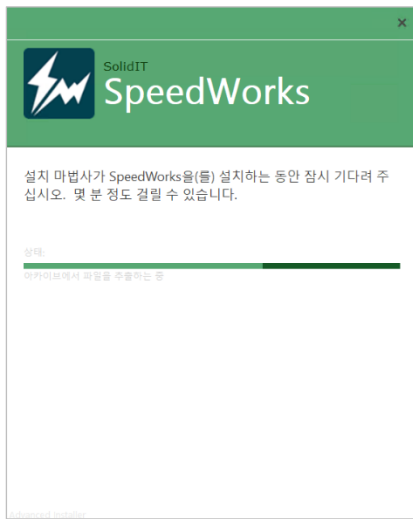 SolidIT
SpeedWorks
설치 마법사가 SpeedWorks을(를) 설치하는 동안 잠시 기다려 주
십시오. 몇 분 정도 걸릴 수 있습니다.
상태:
아카이브에서 파일을 추출하는 중
Advanced Installer